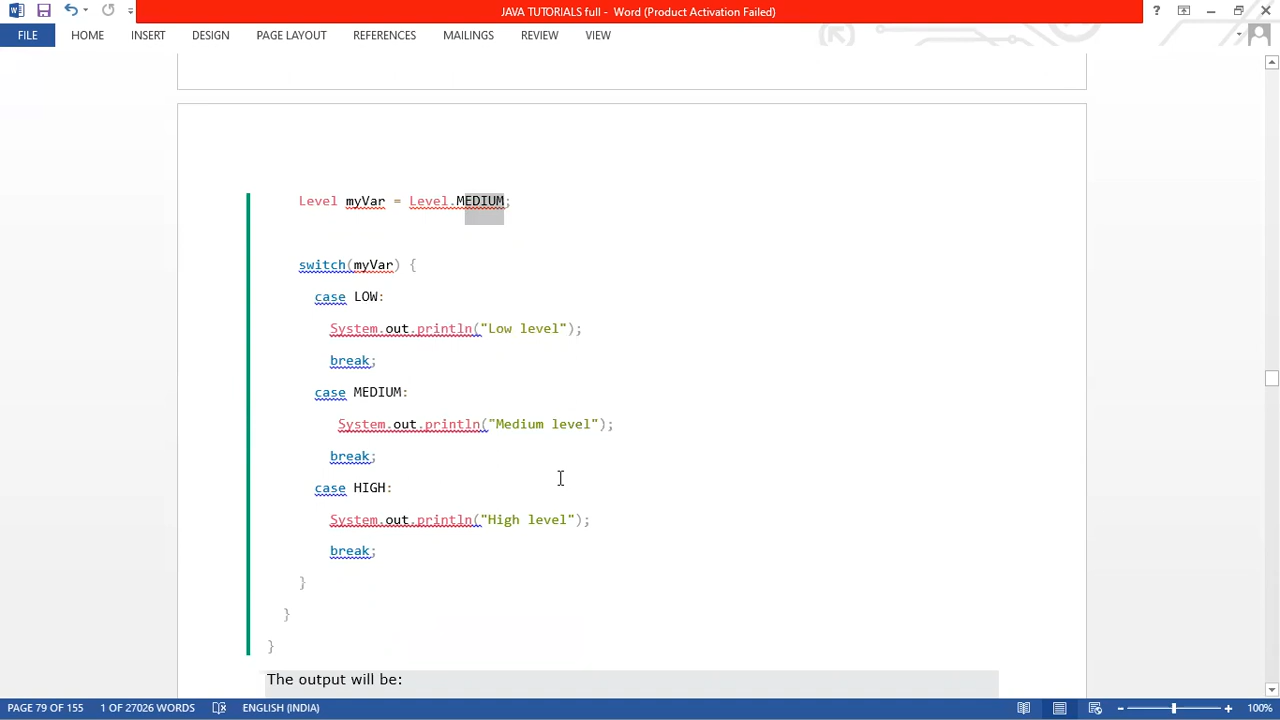 JAVA TUTORIALS full - Word (Product Activation Failed)
FILE HOME INSERT DESIGN PAGE LAYOUT REFERENCES MAILINGS REVIEW VIEW
Level myVar = Level.MEDIUM;
switch(myVar) {
case LOW:
System.out.println("Low level");
break;
case MEDIUM:
System.out.println("Medium level");
break;
case HIGH:
System.out.println("High level");
break;
}
}
}
The output will be:
PAGE 79 OF 155 1 OF 27026 WORDS ENGLISH (INDIA) 100%